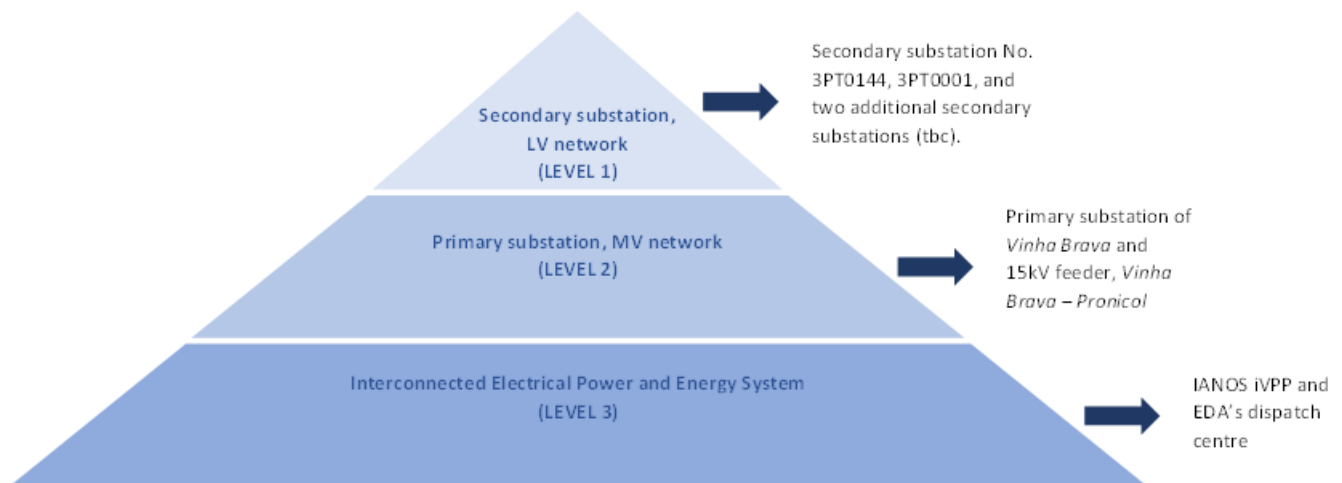 Secondary substation,
LV network
(LEVEL 1)
Secondary substation No.
3PT0144, 3PT0001, and
two additional secondary
substations (tbc).
Primary substation, MV network
(LEVEL 2)
Primary substation of
Vinha Brava and
15kV feeder, Vinha
Brava – Pronicol
Interconnected Electrical Power and Energy System
(LEVEL 3)
IANOS iVPP and
EDA's dispatch
centre